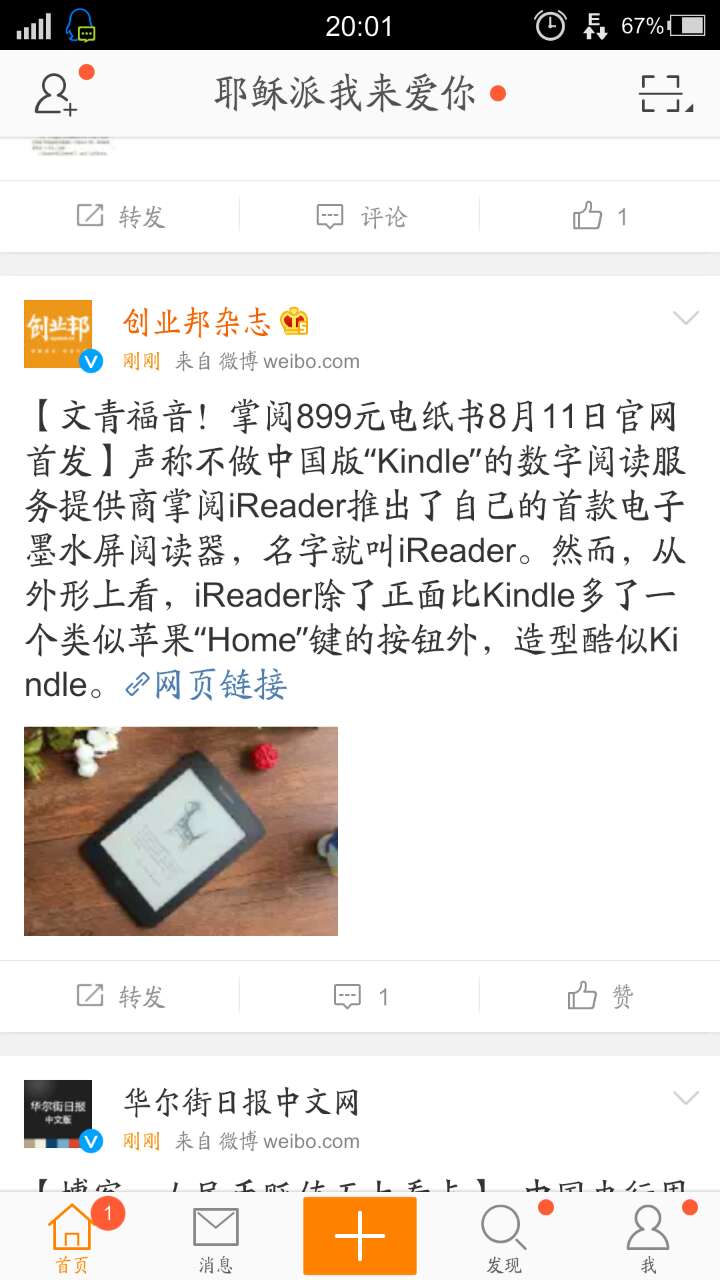 20:01
67%
耶稣派我来爱你
转发
评论
1
创业邦
创业邦杂志
刚刚 来自 微博 weibo.com
【文青福音！掌阅899元电纸书8月11日官网
首发】声称不做中国版“Kindle”的数字阅读服
务提供商掌阅iReader推出了自己的首款电子
墨水屏阅读器，名字就叫iReader。然而，从
外形上看，iReader除了正面比Kindle多了一
个类似苹果“Home”键的按钮外，造型酷似Ki
ndle。网页链接
转发
1
赞
华尔街日报
中文版
华尔街日报中文网
刚刚 来自 微博 weibo.com
1
首页
消息
发现
我